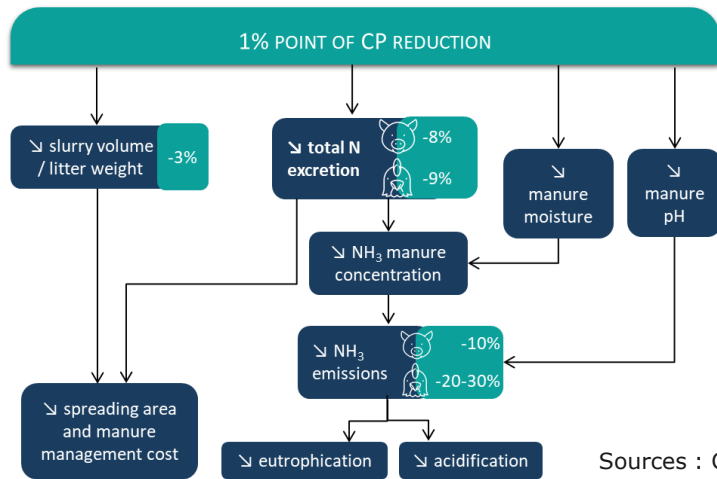 1% POINT OF CP REDUCTION
↘ slurry volume
/ litter weight
-3%
↘ total N
excretion
-8%
-9%
↘
manure
moisture
↘
manure
pH
↘ NH₃ manure
concentration
↘ NH₃
emissions
-10%
-20-30%
↘ spreading area
and manure
management cost
↘ eutrophication
↘ acidification
Sources :